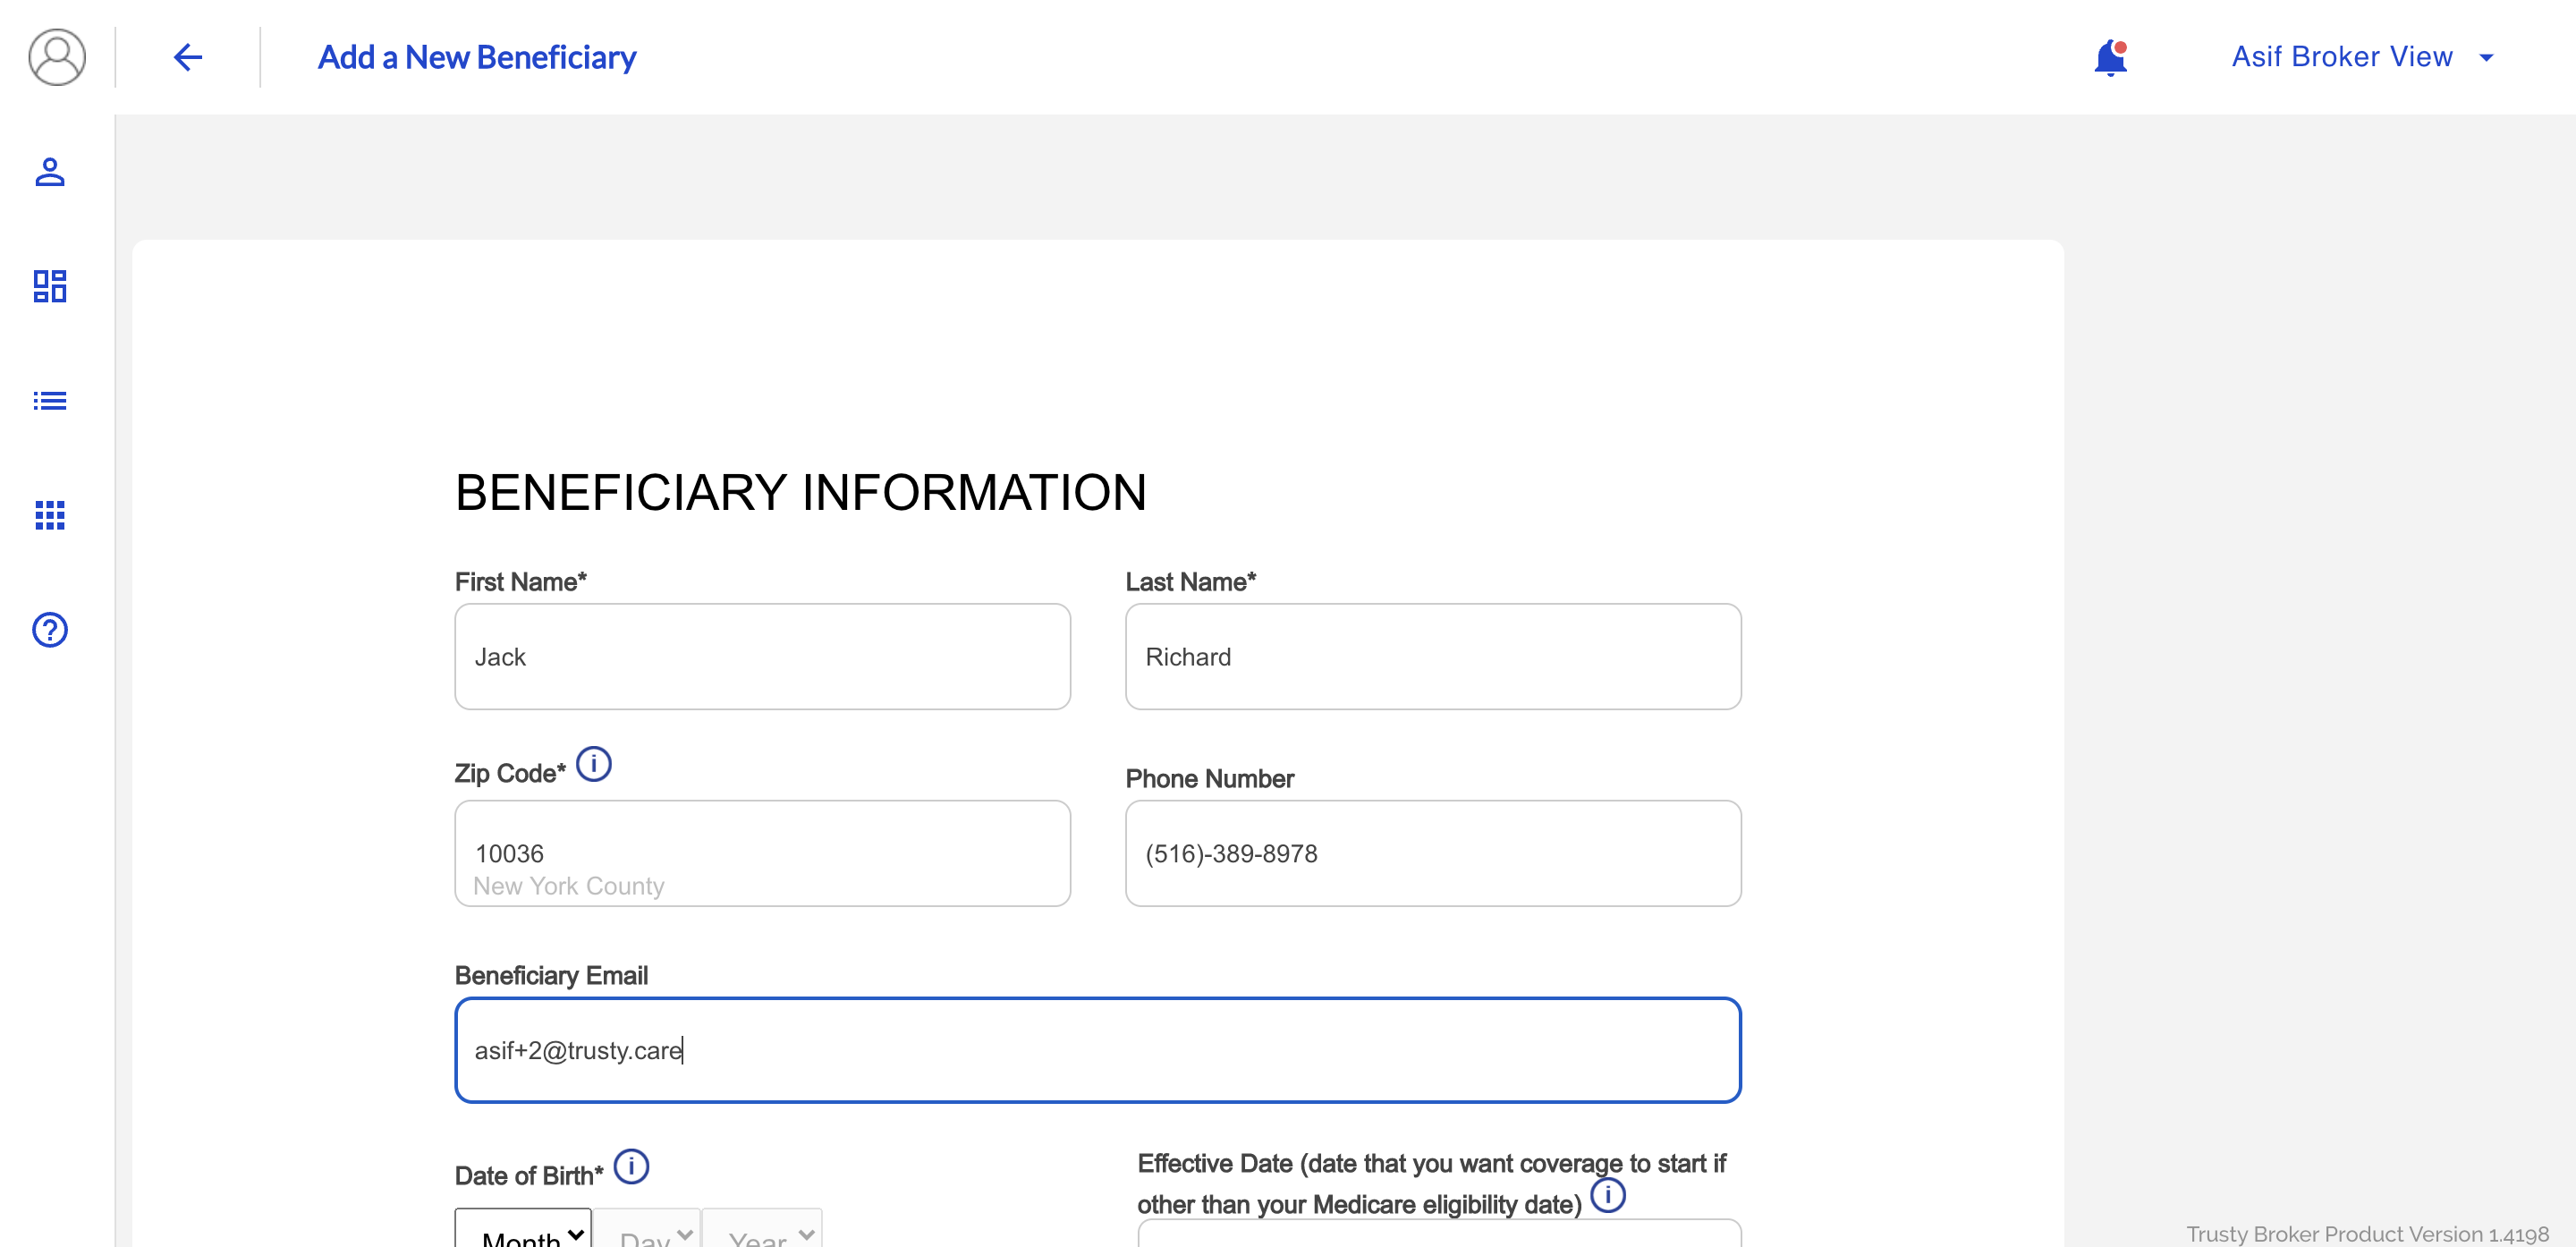 Add a New Beneficiary
Asif Broker View
BENEFICIARY INFORMATION
First Name*
Last Name*
Jack
Richard
Zip Code*
Phone Number
10036
New York County
(516)-389-8978
Beneficiary Email
asif+2@trusty.care
Date of Birth*
Effective Date (date that you want coverage to start if
other than your Medicare eligibility date)
Month
Day
Year
Trusty Broker Product Version 1.4198